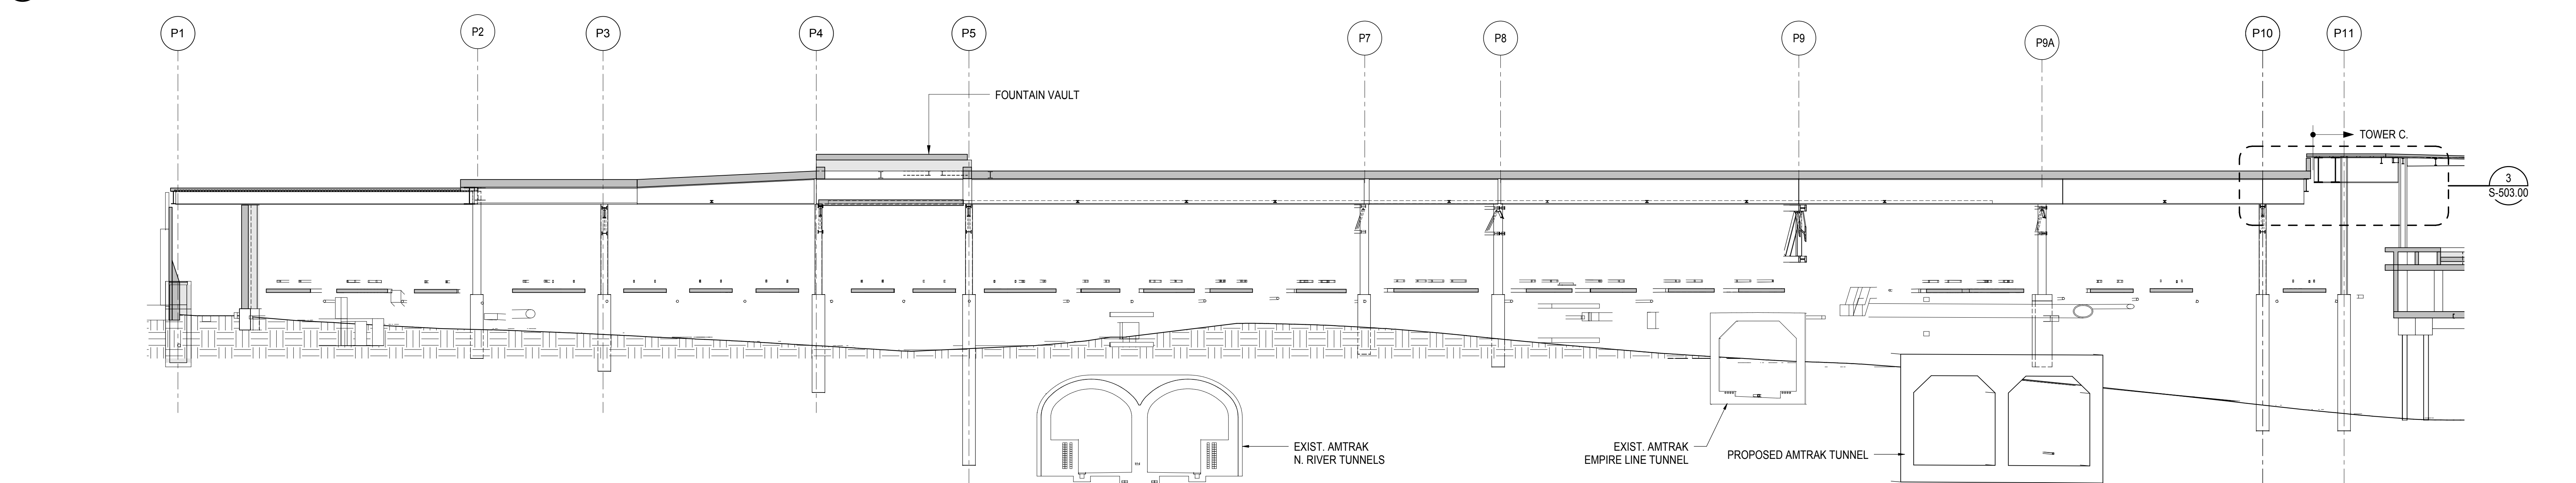 P1
P2
P3
P4
P5
P7
P8
P9
P9A
P10
P11
FOUNTAIN VAULT
TOWER C.
3
S-503.00
EXIST. AMTRAK
N. RIVER TUNNELS
EXIST. AMTRAK
EMPIRE LINE TUNNEL
PROPOSED AMTRAK TUNNEL